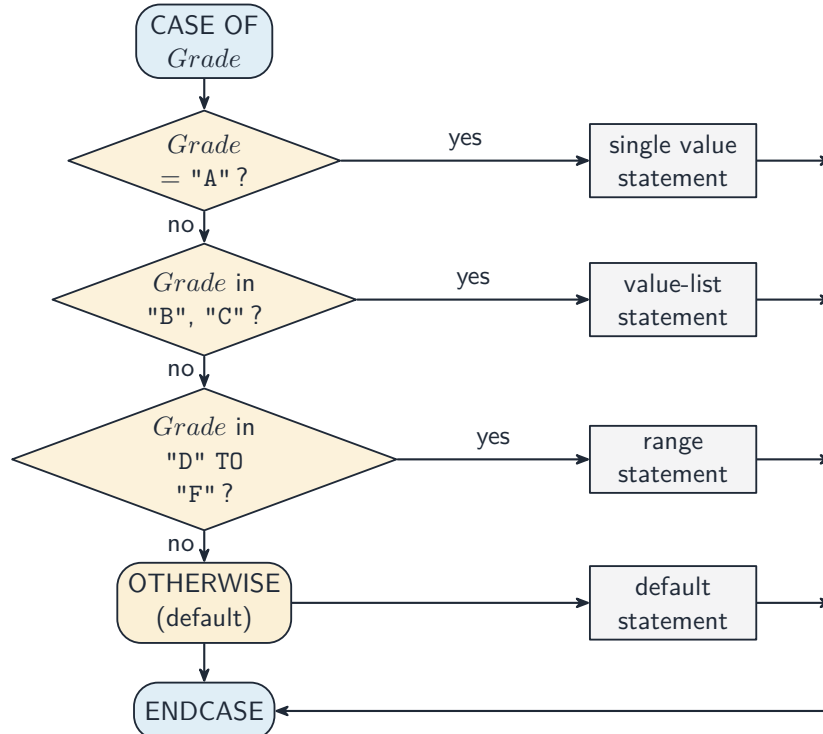 CASE OF
Grade
Grade
= "A" ?
yes
single value
statement
no
Grade in
"B", "C" ?
yes
value-list
statement
no
Grade in
"D" TO
"F" ?
yes
range
statement
no
OTHERWISE
(default)
default
statement
ENDCASE